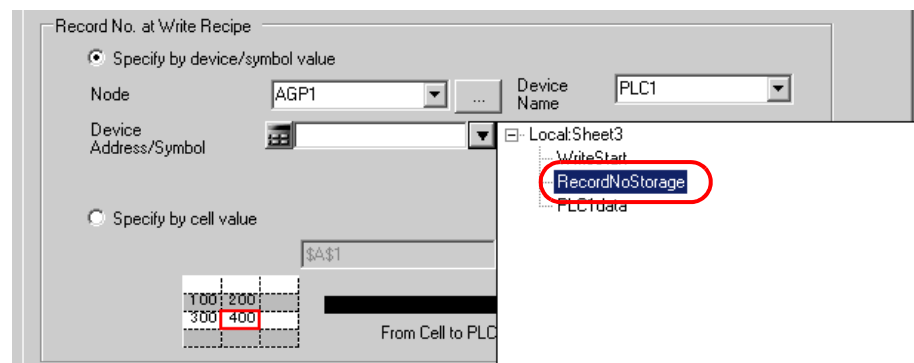 Record No. at Write Recipe
Specify by device/symbol value
Node
AGP1
...
Device
Name
PLC1
Device
Address/Symbol
Local:Sheet3
WriteStart
RecordNoStorage
PLC1data
Specify by cell value
$A$1
100 200
300 400
From Cell to PLC